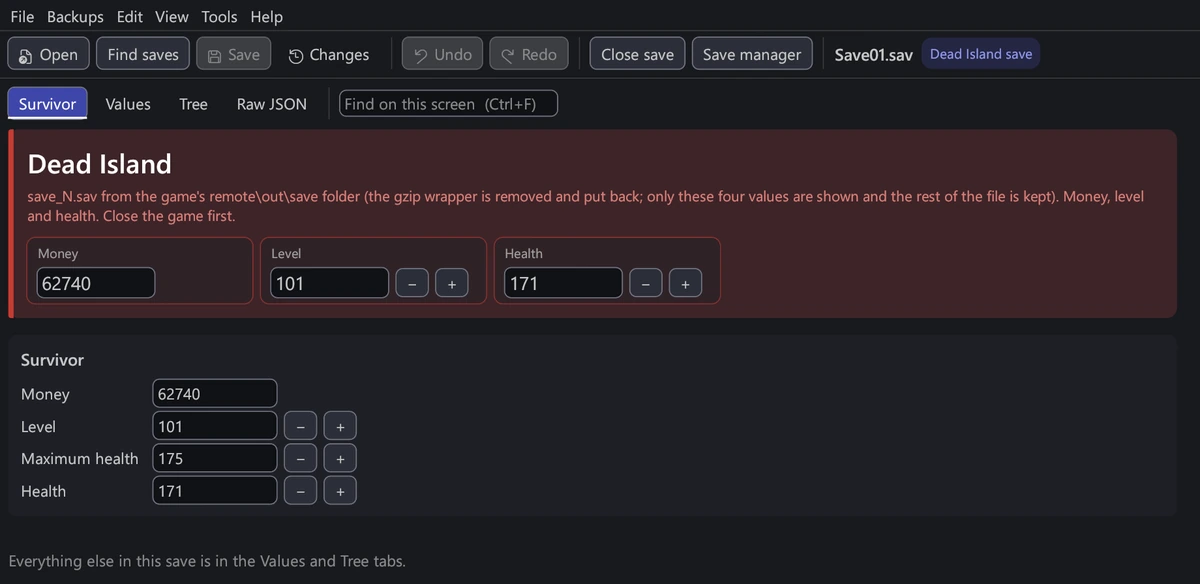 File Backups Edit View Tools Help
Open Find saves Save Changes Undo Redo Close save Save manager Save01.sav Dead Island save
Survivor Values Tree Raw JSON Find on this screen (Ctrl+F)
Dead Island
save_N.sav from the game's remote\out\save folder (the gzip wrapper is removed and put back; only these four values are shown and the rest of the file is kept). Money, level
and health. Close the game first.
Money Level Health
62740 101 − + 171 − +
Survivor
Money 62740
Level 101 − +
Maximum health 175 − +
Health 171 − +
Everything else in this save is in the Values and Tree tabs.